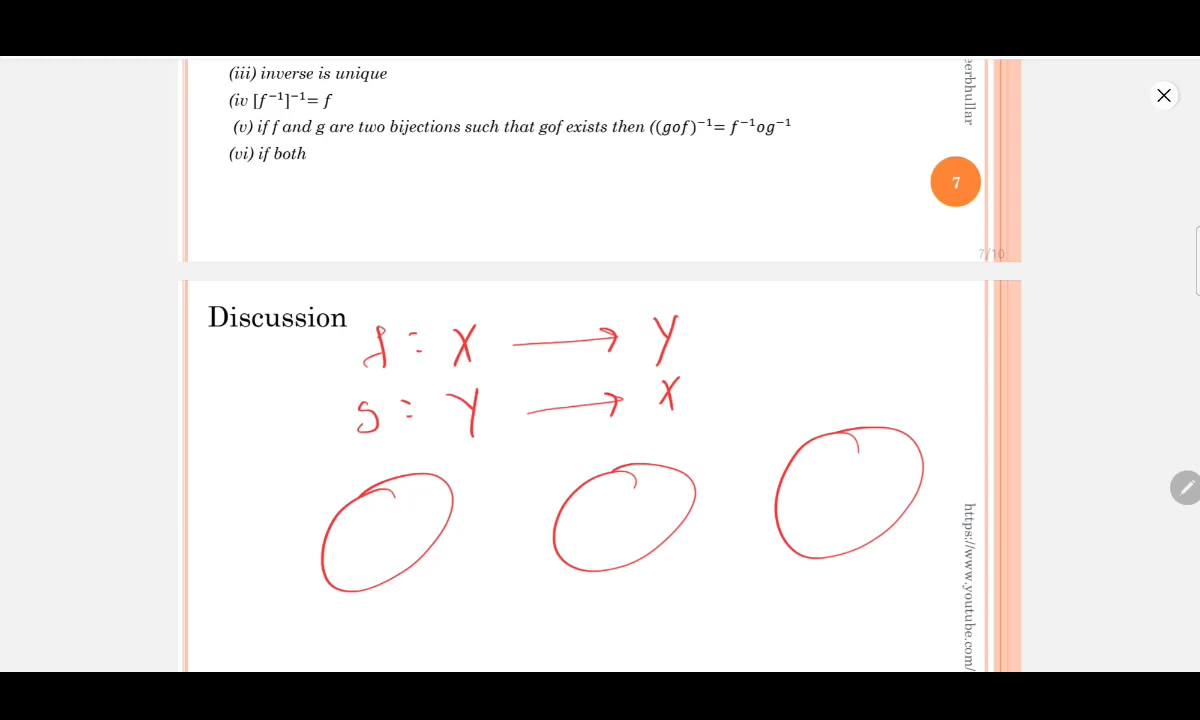 (iii) inverse is unique
(iv [f⁻¹]⁻¹= f
(v) if f and g are two bijections such that gof exists then ((gof)⁻¹= f⁻¹og⁻¹
(vi) if both
eerbhullar
7
7/10
Discussion
f : X → Y
g : Y → X
https://www.youtube.com/